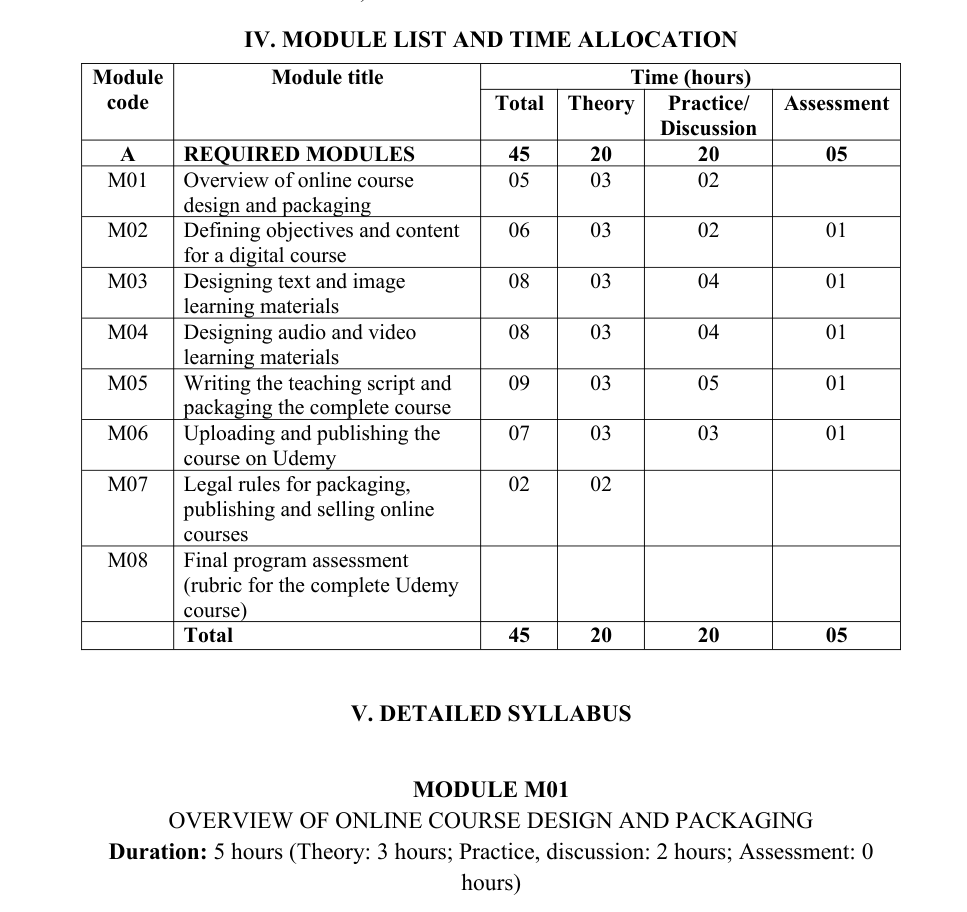 IV. MODULE LIST AND TIME ALLOCATION
Module code Module title Time (hours)
Total Theory Practice/ Discussion Assessment
A REQUIRED MODULES 45 20 20 05
M01 Overview of online course 05 03 02
design and packaging
M02 Defining objectives and content 06 03 02 01
for a digital course
M03 Designing text and image 08 03 04 01
learning materials
M04 Designing audio and video 08 03 04 01
learning materials
M05 Writing the teaching script and 09 03 05 01
packaging the complete course
M06 Uploading and publishing the 07 03 03 01
course on Udemy
M07 Legal rules for packaging, 02 02
publishing and selling online
courses
M08 Final program assessment
(rubric for the complete Udemy
course)
Total 45 20 20 05
V. DETAILED SYLLABUS
MODULE M01
OVERVIEW OF ONLINE COURSE DESIGN AND PACKAGING
Duration: 5 hours (Theory: 3 hours; Practice, discussion: 2 hours; Assessment: 0
hours)